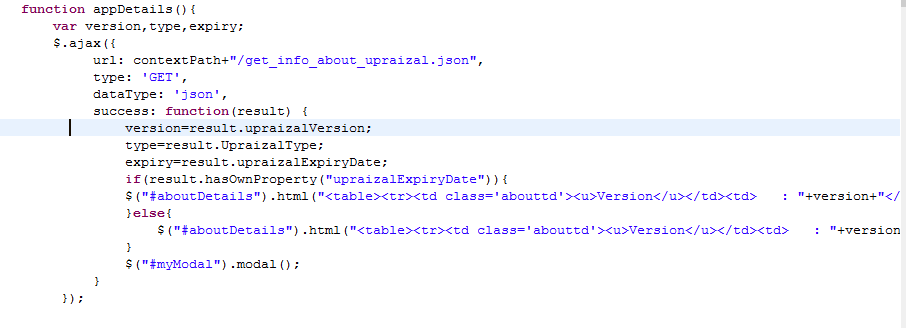 function appDetails(){
var version,type,expiry;
$.ajax({
url: contextPath+"/get_info_about_upraizal.json",
type: 'GET',
dataType: 'json',
success: function(result) {
version=result.upraizalVersion;
type=result.UpraizalType;
expiry=result.upraizalExpiryDate;
if(result.hasOwnProperty("upraizalExpiryDate")){
$("#aboutDetails").html("<table><tr><td class='abouttd'><u>Version</u></td><td>   : "+version+"</
}else{
$("#aboutDetails").html("<table><tr><td class='abouttd'><u>Version</u></td><td>   : "+version
}
$("#myModal").modal();
}
});